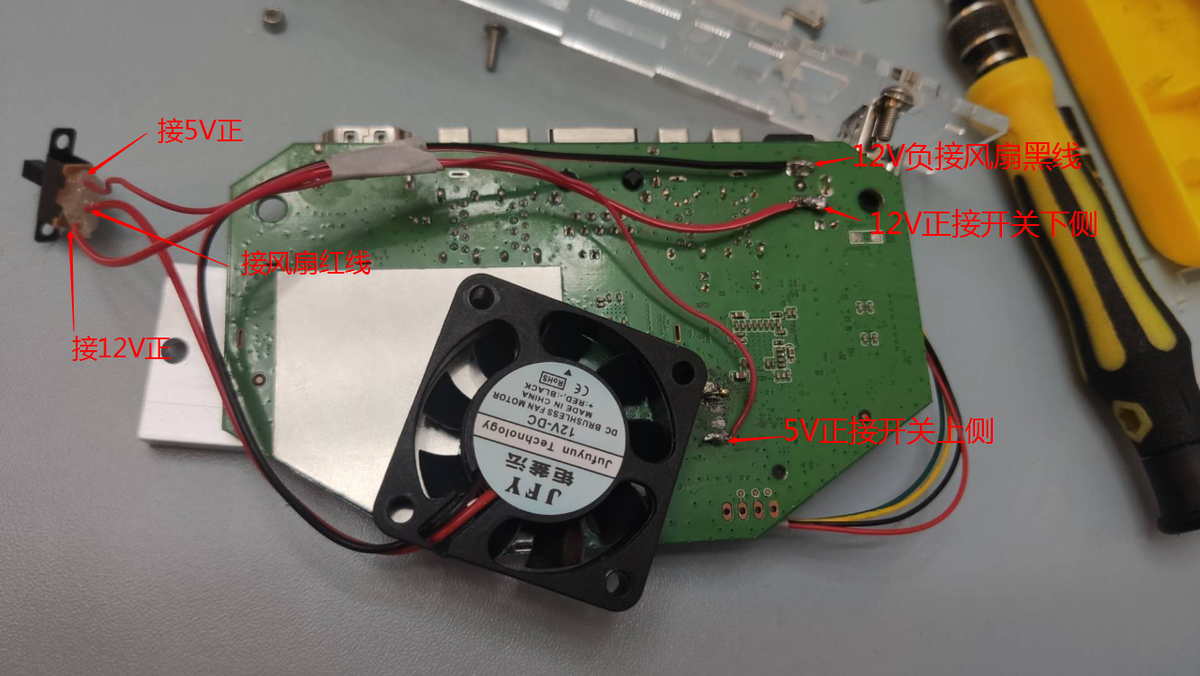 接5V正
12V负接风扇黑线
12V正接开关下侧
接风扇红线
接12V正
5V正接开关上侧
JFY
钜鑫运
Jufuyun Technology
12V-DC
DC BRUSHLESS FAN MOTOR
MADE IN CHINA
+:RED,-:BLACK
CE RoHS